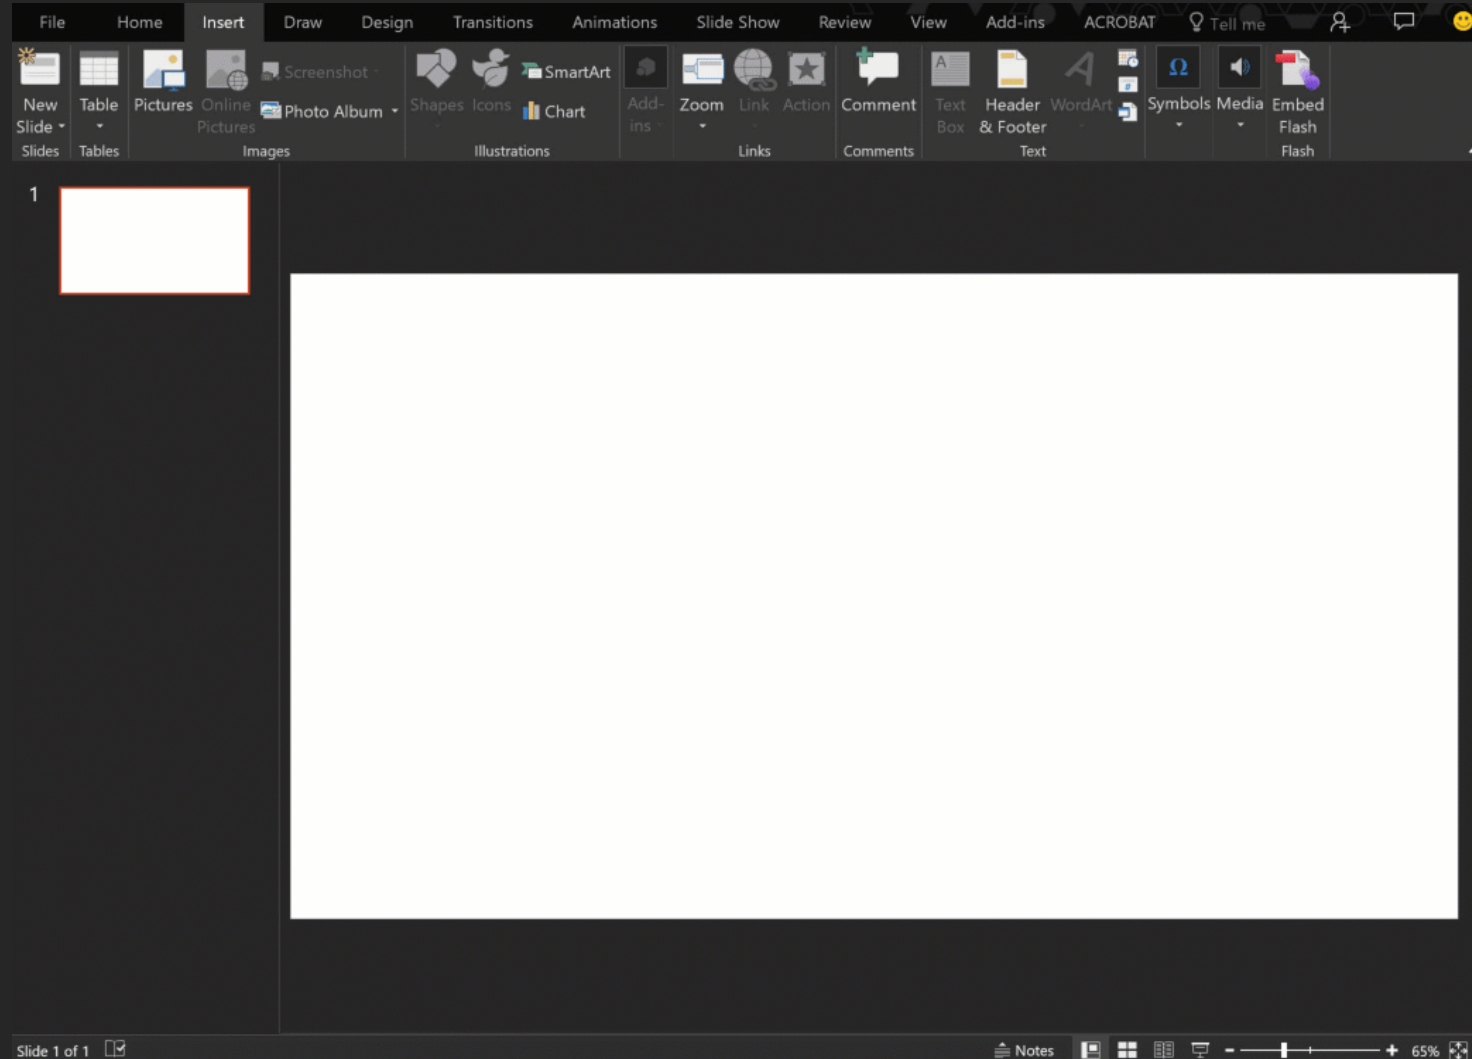 File Home Insert Draw Design Transitions Animations Slide Show Review View Add-ins ACROBAT Tell me
New Slide
Table
Pictures
Online Pictures
Screenshot
Photo Album
Shapes
Icons
SmartArt
Chart
Add-ins
Zoom
Link
Action
Comment
A
Text Box
Header & Footer
WordArt
Ω
Symbols
Media
Embed Flash
Slides Tables Images Illustrations Links Comments Text Flash
1
Slide 1 of 1 Notes 65%